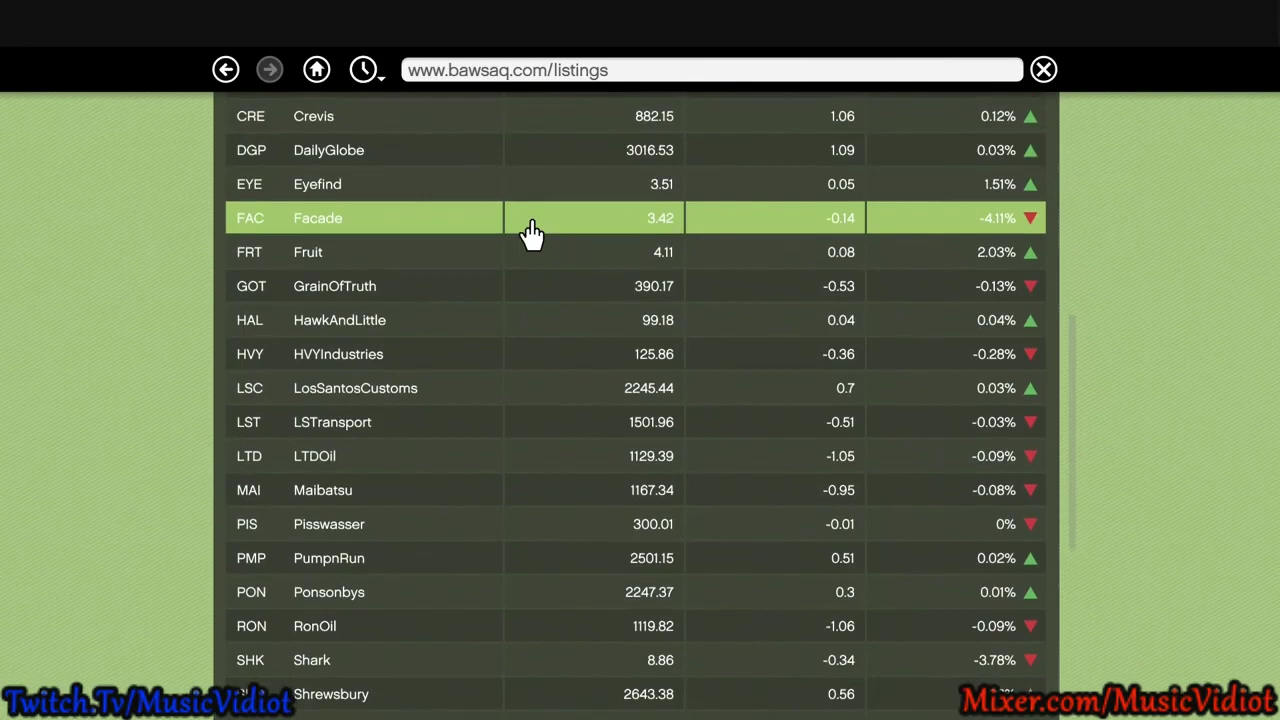 www.bawsaq.com/listings
CRE Crevis 882.15 1.06 0.12%
DGP DailyGlobe 3016.53 1.09 0.03%
EYE Eyefind 3.51 0.05 1.51%
FAC Facade 3.42 -0.14 -4.11%
FRT Fruit 4.11 0.08 2.03%
GOT GrainOfTruth 390.17 -0.53 -0.13%
HAL HawkAndLittle 99.18 0.04 0.04%
HVY HVYIndustries 125.86 -0.36 -0.28%
LSC LosSantosCustoms 2245.44 0.7 0.03%
LST LSTransport 1501.96 -0.51 -0.03%
LTD LTDOil 1129.39 -1.05 -0.09%
MAI Maibatsu 1167.34 -0.95 -0.08%
PIS Pisswasser 300.01 -0.01 0%
PMP PumpnRun 2501.15 0.51 0.02%
PON Ponsonbys 2247.37 0.3 0.01%
RON RonOil 1119.82 -1.06 -0.09%
SHK Shark 8.86 -0.34 -3.78%
Shrewsbury 2643.38 0.56
Twitch.Tv/MusicVidiot
Mixer.com/MusicVidiot